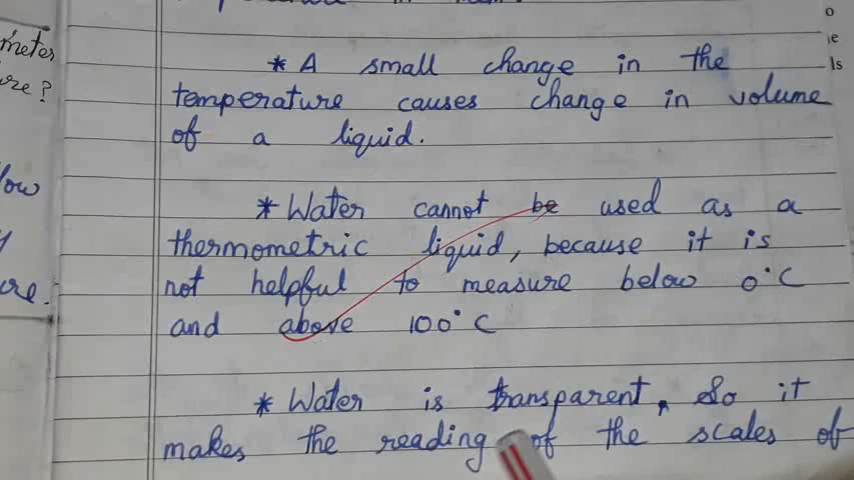 meter
ure?
* A small change in the
temperature causes change in volume
of a liquid.
* Water cannot be used as a
thermometric liquid, because it is
not helpful to measure below 0°C
and above 100°C
* Water is transparent, So it
makes the reading of the scales of